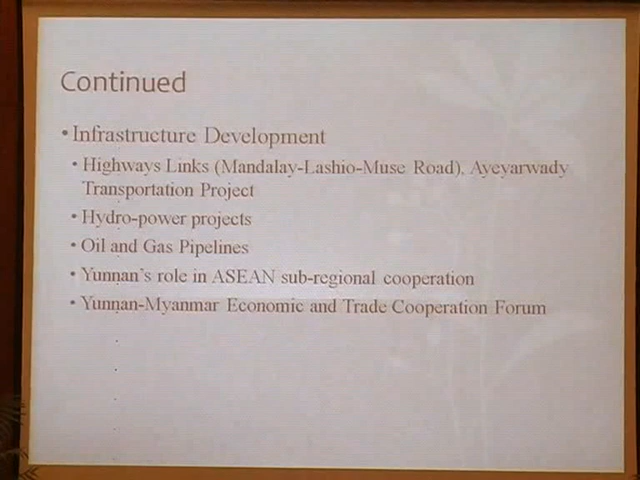 Continued
•Infrastructure Development
• Highways Links (Mandalay-Lashio-Muse Road), Ayeyarwady
Transportation Project
• Hydro-power projects
• Oil and Gas Pipelines
• Yunnan's role in ASEAN sub-regional cooperation
• Yunnan-Myanmar Economic and Trade Cooperation Forum